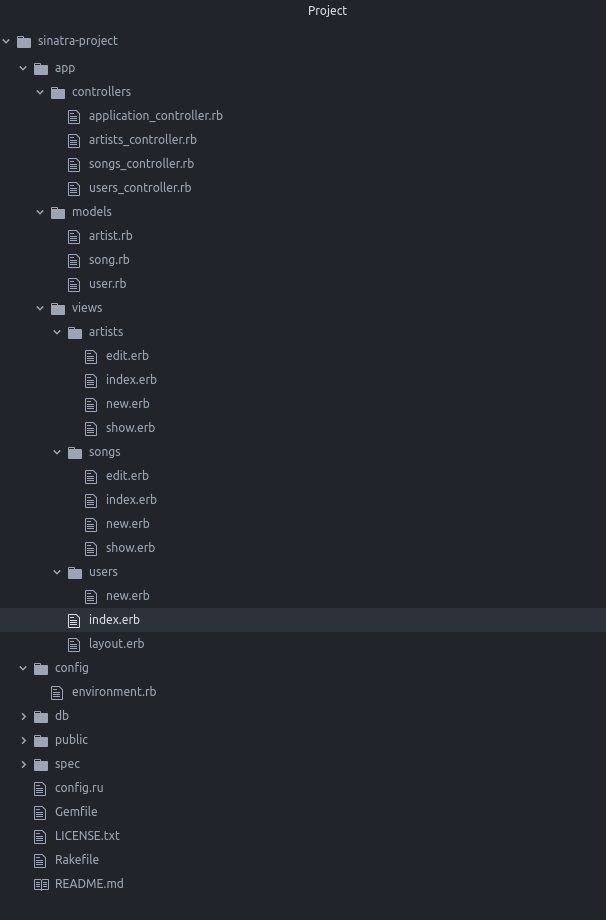 Project
sinatra-project
app
controllers
application_controller.rb
artists_controller.rb
songs_controller.rb
users_controller.rb
models
artist.rb
song.rb
user.rb
views
artists
edit.erb
index.erb
new.erb
show.erb
songs
edit.erb
index.erb
new.erb
show.erb
users
new.erb
index.erb
layout.erb
config
environment.rb
db
public
spec
config.ru
Gemfile
LICENSE.txt
Rakefile
README.md